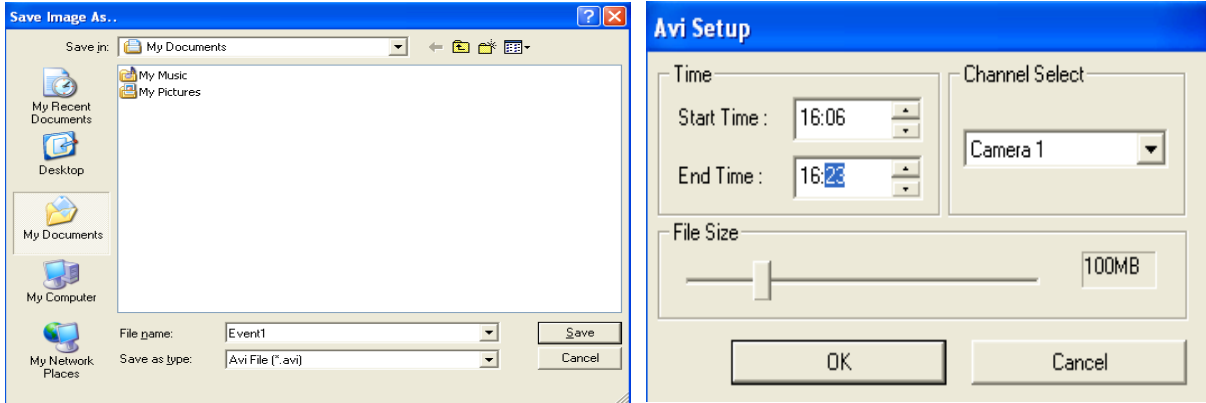 Save Image As..
Save in: My Documents
My Music
My Pictures
My Recent
Documents
Desktop
My Documents
My Computer
My Network
Places
File name: Event1 Save
Save as type: Avi File (*.avi) Cancel
Avi Setup
Time
Start Time : 16:06
End Time : 16:23
Channel Select
Camera 1
File Size
100MB
OK Cancel